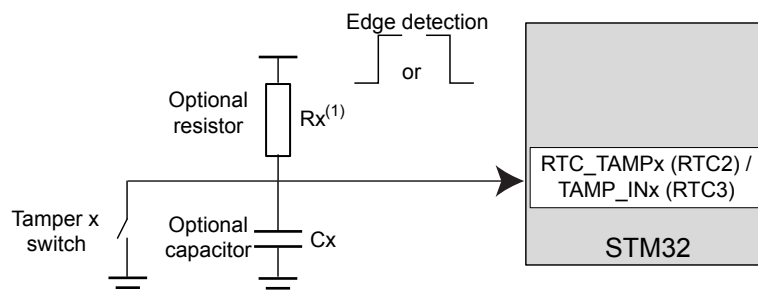 Edge detection
or
Optional
resistor
Rx(1)
RTC_TAMPx (RTC2) /
TAMP_INx (RTC3)
Tamper x
switch
Optional
capacitor
Cx
STM32